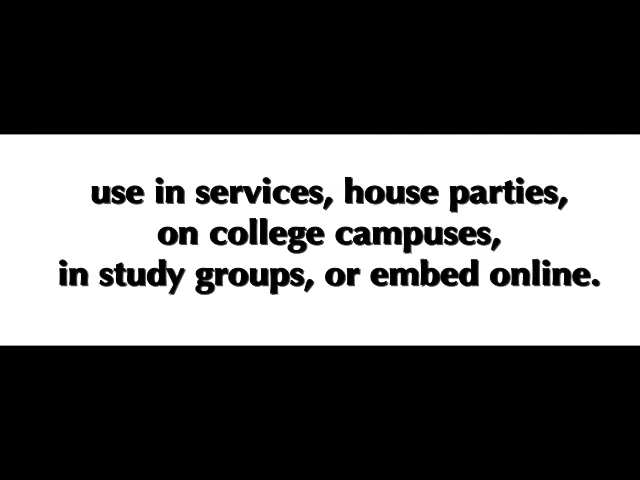 use in services, house parties,
on college campuses,
in study groups, or embed online.